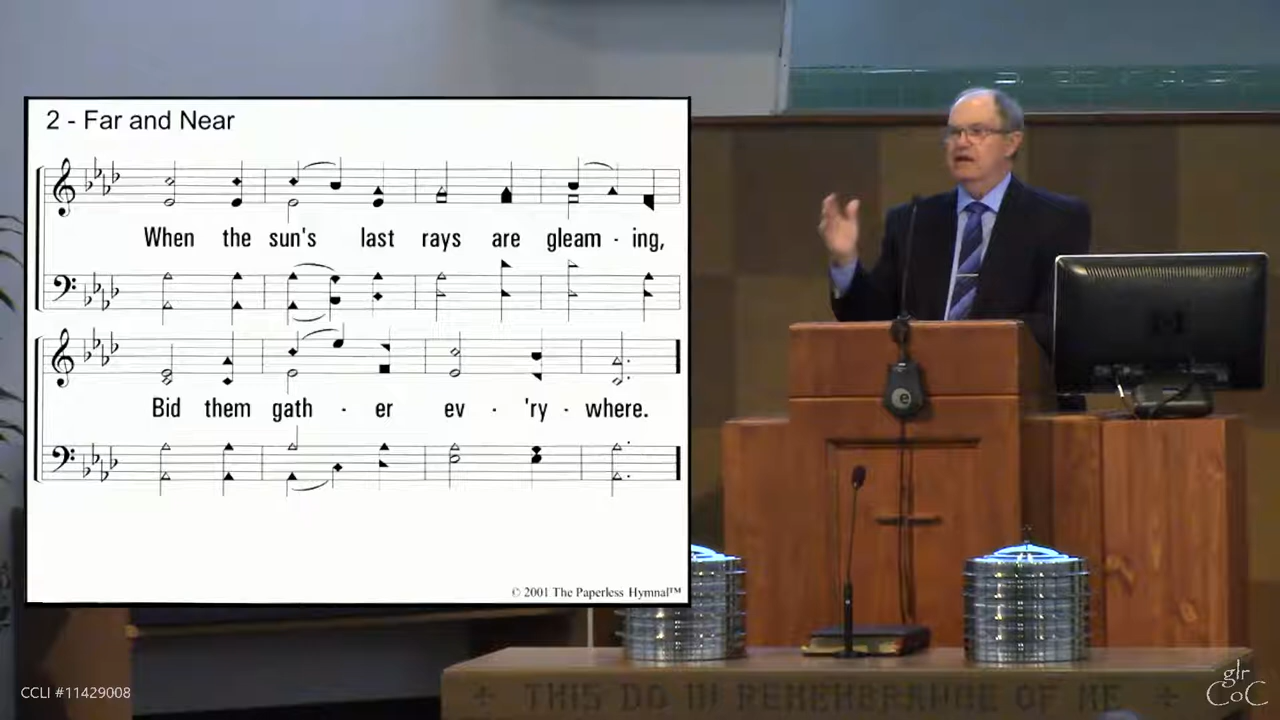 2 - Far and Near
When the sun's last rays are gleam - ing,
Bid them gath - er ev - 'ry - where.
© 2001 The Paperless Hymnal™
THIS DO IN REMEMBRANCE OF ME
CCLI #11429008
glr
CoC